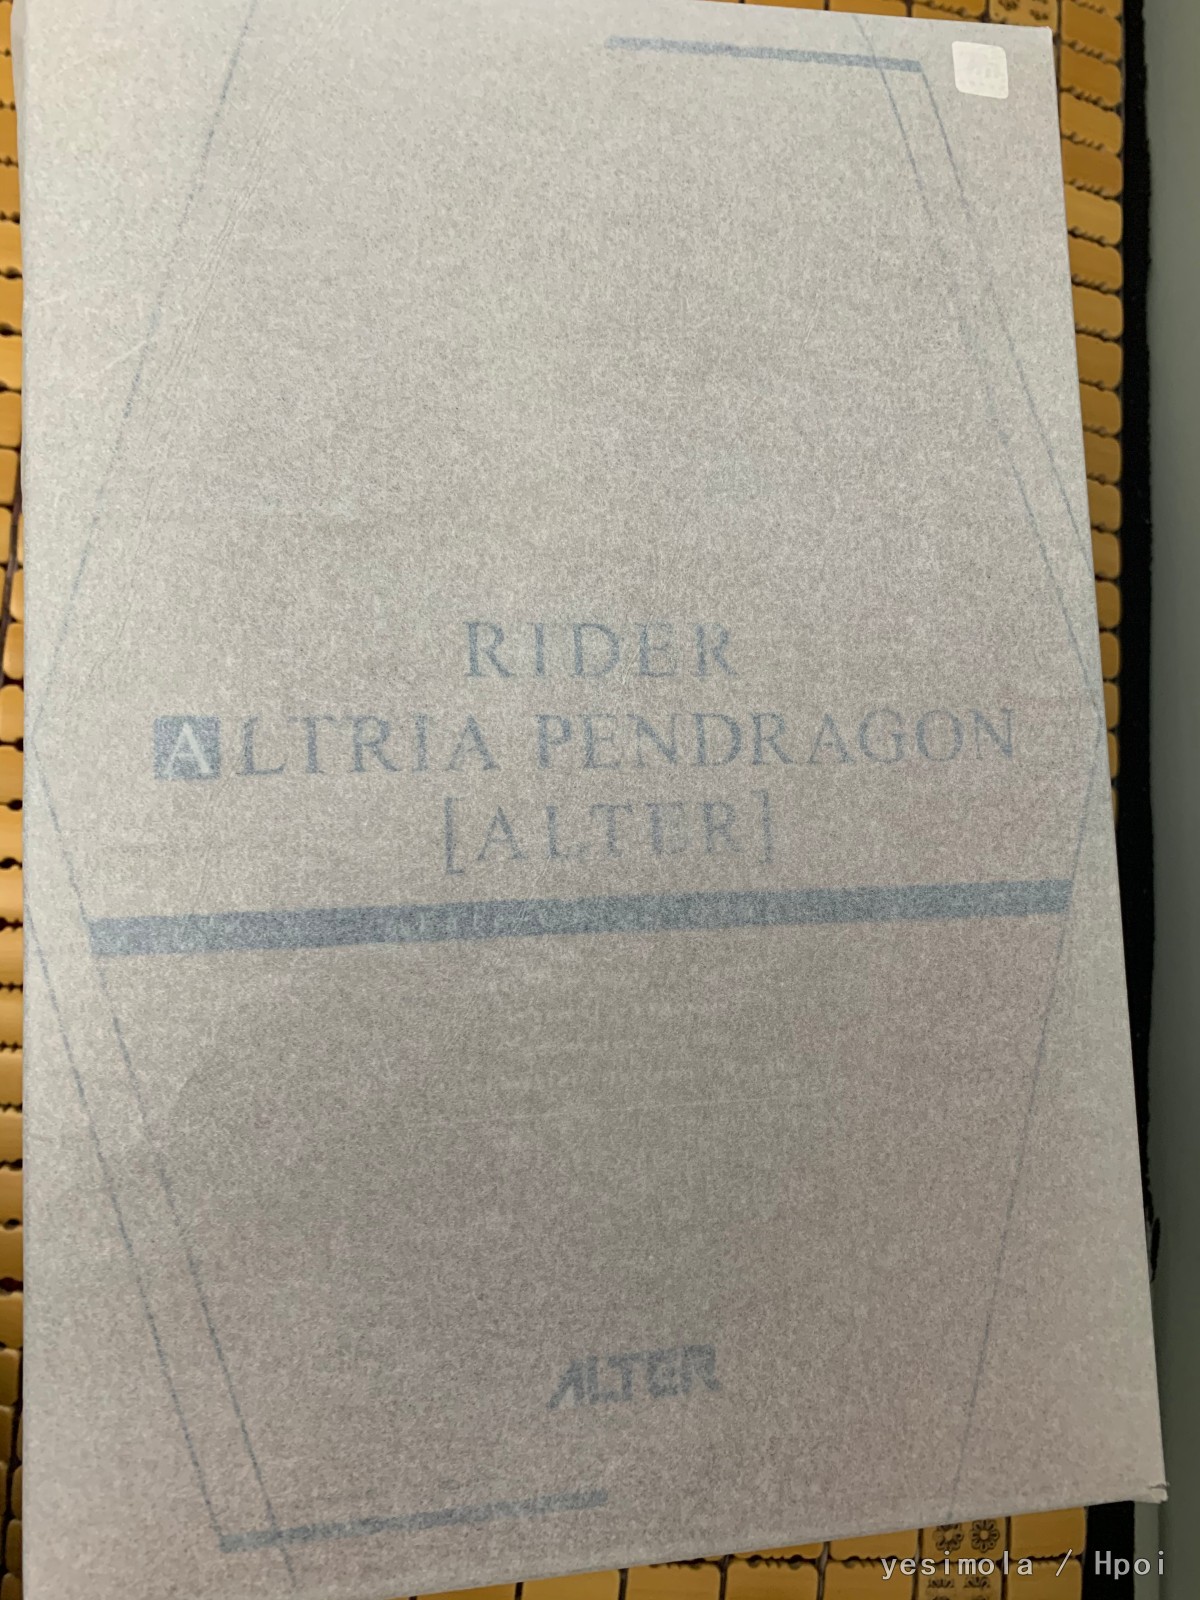 RIDER
ALTRIA PENDRAGON
[ALTER]
ALTER
yesimola / Hpoi